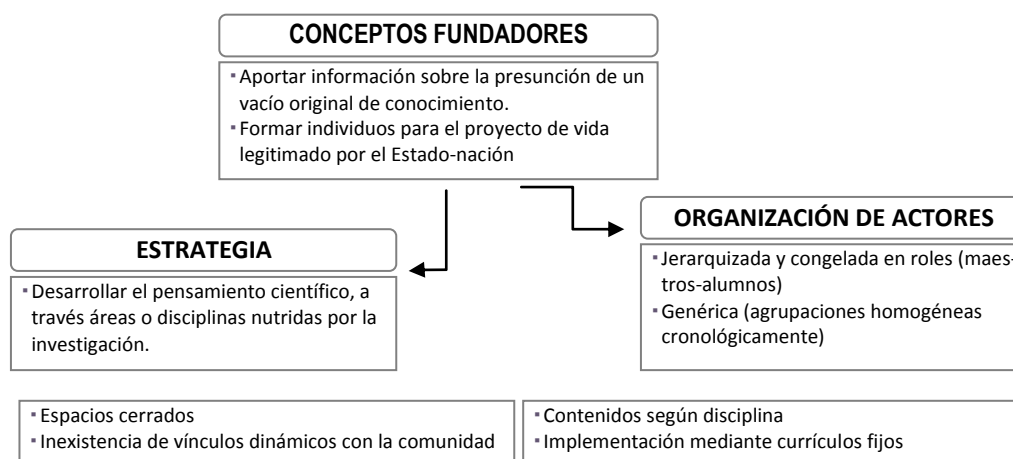 CONCEPTOS FUNDADORES
▪ Aportar información sobre la presunción de un
vacío original de conocimiento.
▪ Formar individuos para el proyecto de vida
legitimado por el Estado-nación
ESTRATEGIA
▪ Desarrollar el pensamiento científico, a
través áreas o disciplinas nutridas por la
investigación.
ORGANIZACIÓN DE ACTORES
▪ Jerarquizada y congelada en roles (maes-
tros-alumnos)
▪ Genérica (agrupaciones homogéneas
cronológicamente)
▪ Espacios cerrados
▪ Inexistencia de vínculos dinámicos con la comunidad
▪ Contenidos según disciplina
▪ Implementación mediante currículos fijos